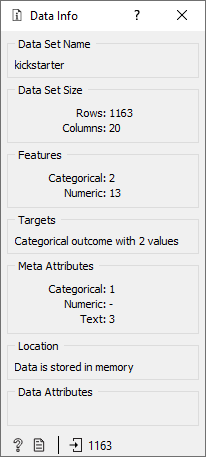 Data Info ? ×
Data Set Name
kickstarter
Data Set Size
Rows: 1163
Columns: 20
Features
Categorical: 2
Numeric: 13
Targets
Categorical outcome with 2 values
Meta Attributes
Categorical: 1
Numeric: -
Text: 3
Location
Data is stored in memory
Data Attributes
? 1163